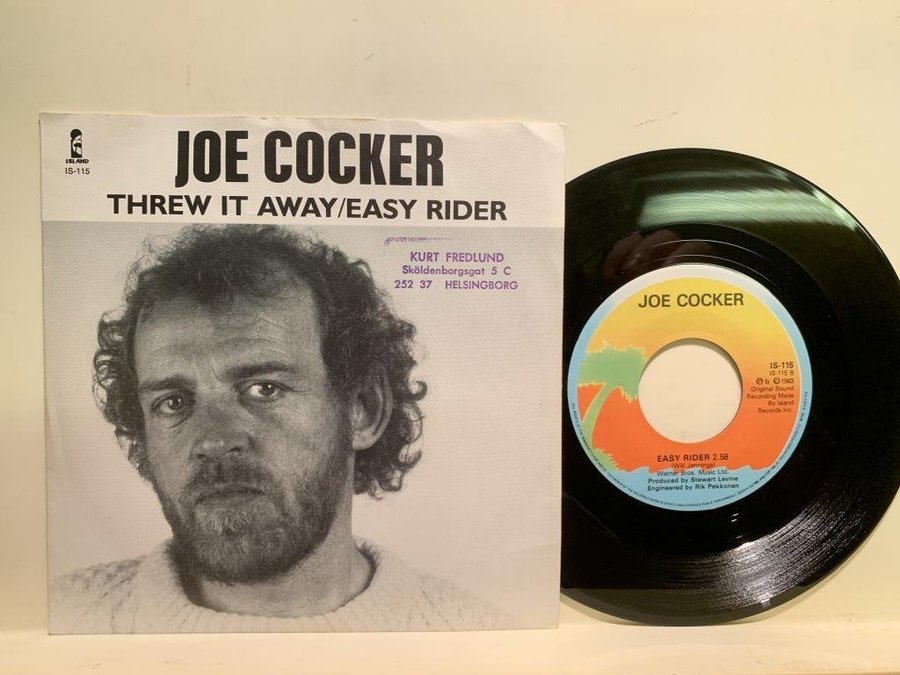 ISLAND
IS-115
JOE COCKER
THREW IT AWAY/EASY RIDER
KURT FREDLUND
Sköldenborgsgat 5 C
252 37 HELSINGBORG
JOE COCKER
IS-115
IS-115 B
Ⓟ & © 1983
Original Sound
Recording Made
By Island
Records Inc.
EASY RIDER 2.58
(Will Jennings)
Warner Bros. Music Ltd.
Produced by Stewart Levine
Engineered by Rik Pekkonen